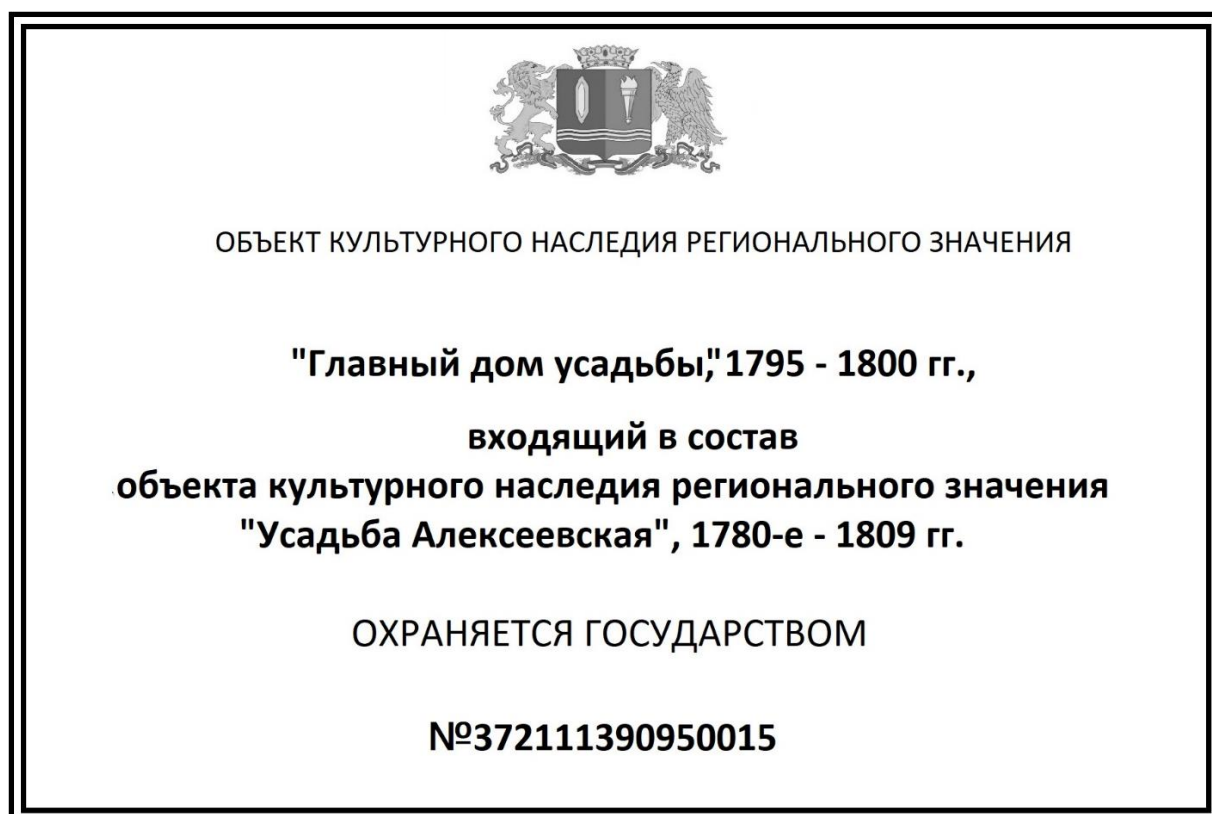 ОБЪЕКТ КУЛЬТУРНОГО НАСЛЕДИЯ РЕГИОНАЛЬНОГО ЗНАЧЕНИЯ
"Главный дом усадьбы," 1795 - 1800 гг.,
входящий в состав
объекта культурного наследия регионального значения
"Усадьба Алексеевская", 1780-е - 1809 гг.
ОХРАНЯЕТСЯ ГОСУДАРСТВОМ
№372111390950015